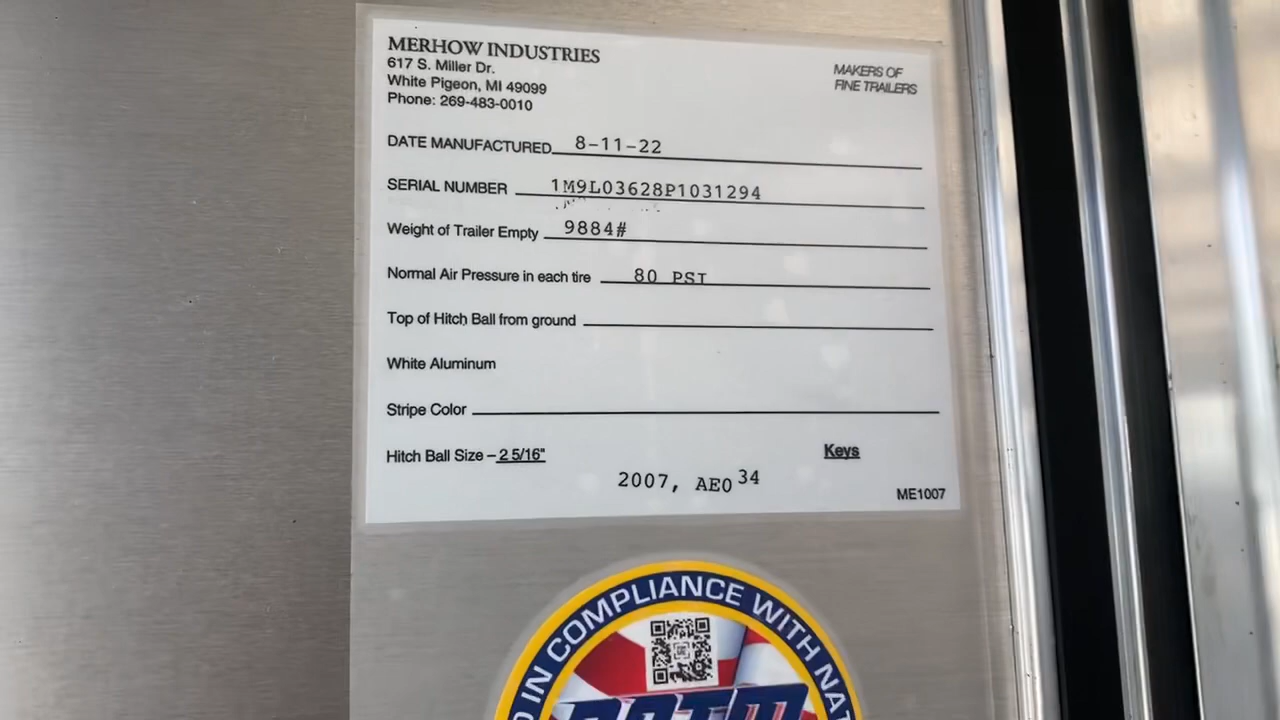 MERHOW INDUSTRIES
617 S. Miller Dr.
White Pigeon, MI 49099
Phone: 269-483-0010
MAKERS OF
FINE TRAILERS
DATE MANUFACTURED 8-11-22
SERIAL NUMBER 1M9L03628P1031294
Weight of Trailer Empty 9884#
Normal Air Pressure in each tire 80 PSI
Top of Hitch Ball from ground
White Aluminum
Stripe Color
Hitch Ball Size – 2 5/16" Keys
2007, AE0 34
ME1007
IN COMPLIANCE WITH